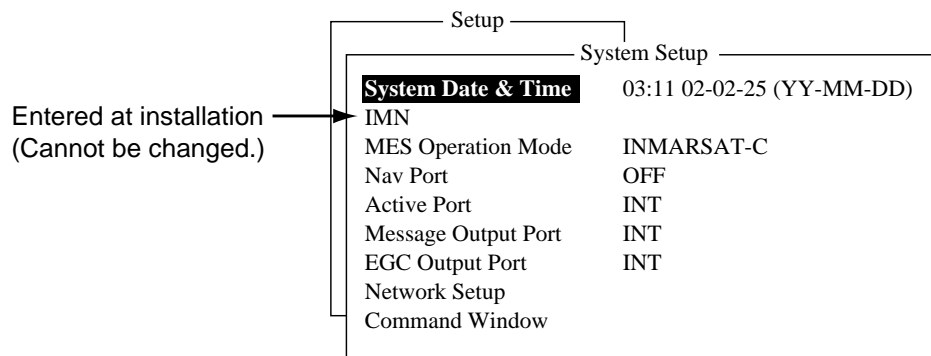 Setup
System Setup
System Date & Time 03:11 02-02-25 (YY-MM-DD)
Entered at installation
(Cannot be changed.)
IMN
MES Operation Mode INMARSAT-C
Nav Port OFF
Active Port INT
Message Output Port INT
EGC Output Port INT
Network Setup
Command Window